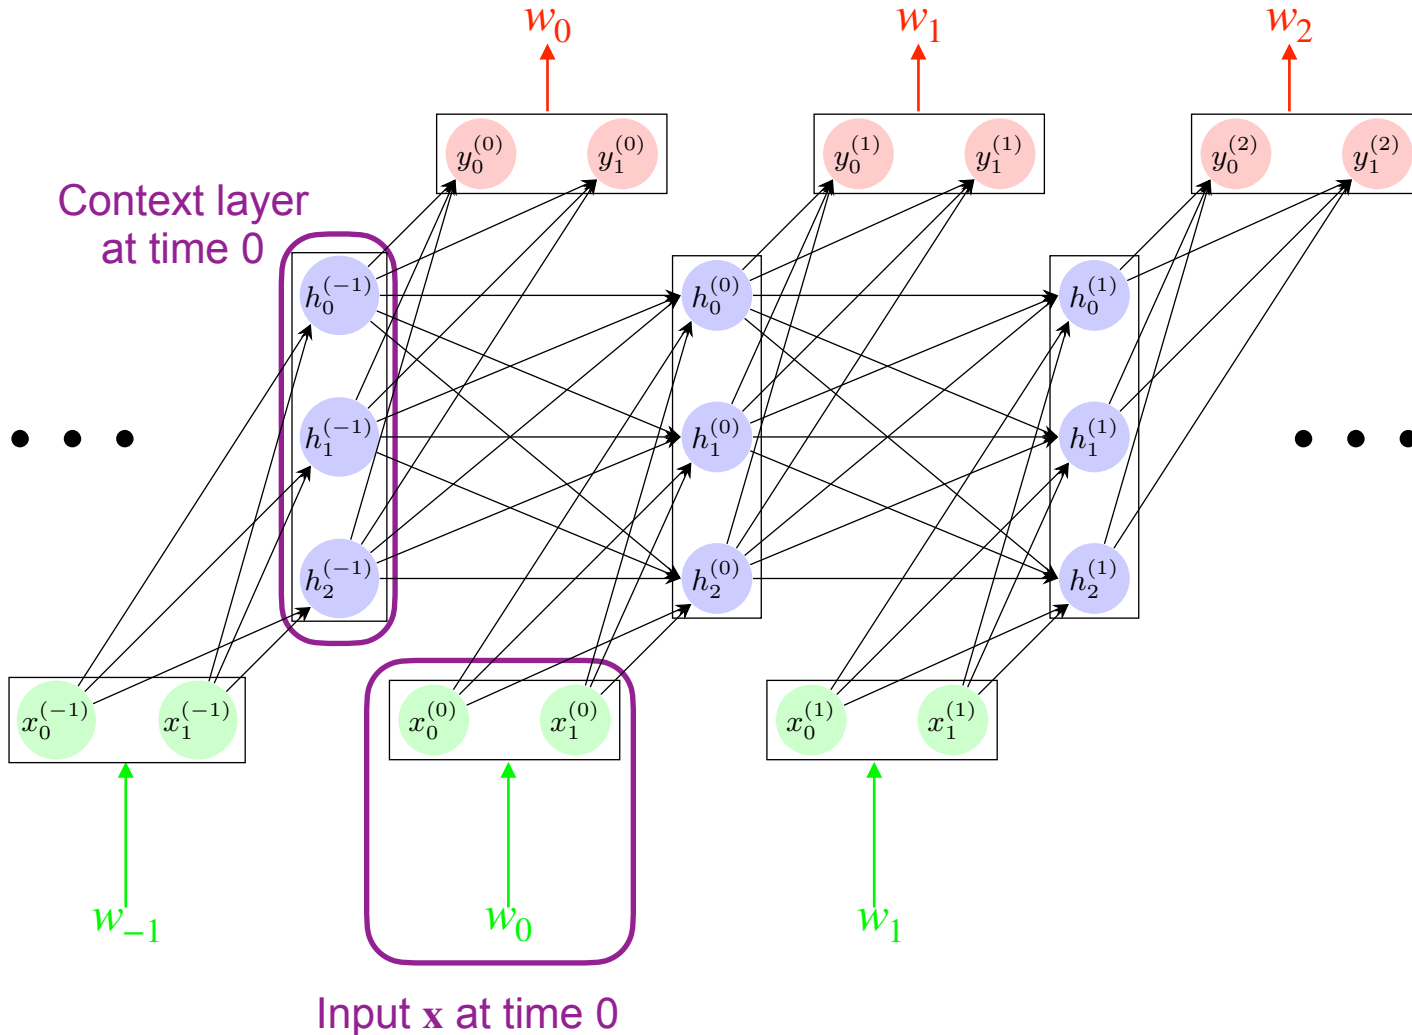 w₀ w₁ w₂
y₀⁽⁰⁾ y₁⁽⁰⁾ y₀⁽¹⁾ y₁⁽¹⁾ y₀⁽²⁾ y₁⁽²⁾
Context layer
at time 0
h₀⁽⁻¹⁾ h₀⁽⁰⁾ h₀⁽¹⁾
h₁⁽⁻¹⁾ h₁⁽⁰⁾ h₁⁽¹⁾
h₂⁽⁻¹⁾ h₂⁽⁰⁾ h₂⁽¹⁾
x₀⁽⁻¹⁾ x₁⁽⁻¹⁾ x₀⁽⁰⁾ x₁⁽⁰⁾ x₀⁽¹⁾ x₁⁽¹⁾
w₋₁ w₀ w₁
Input x at time 0